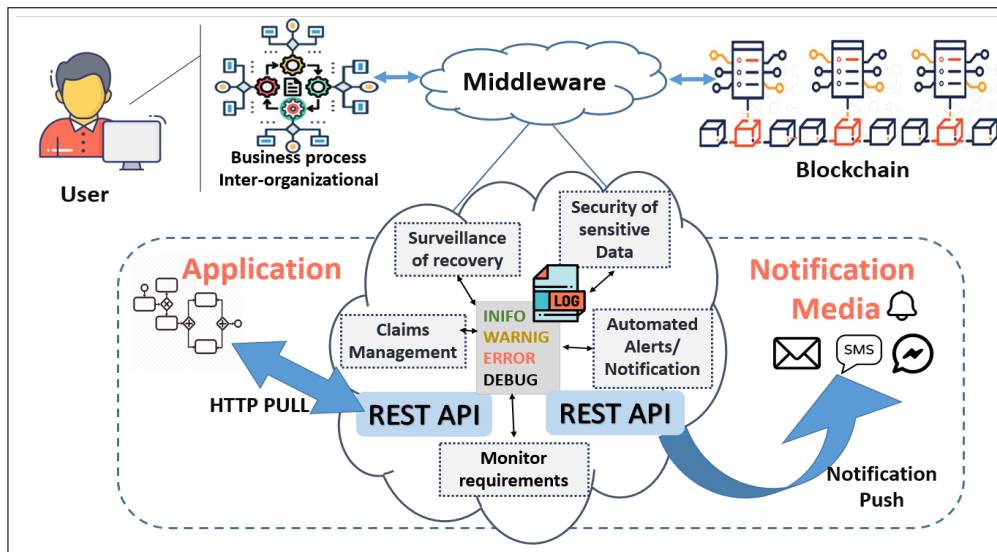 Middleware
User
Business process
Inter-organizational
Blockchain
Application
Surveillance
of recovery
Security of
sensitive
Data
LOG
Notification
Media
Claims
Management
INIFO
WARNIG
ERROR
DEBUG
Automated
Alerts/
Notification
SMS
HTTP PULL
REST API
REST API
Monitor
requirements
Notification
Push